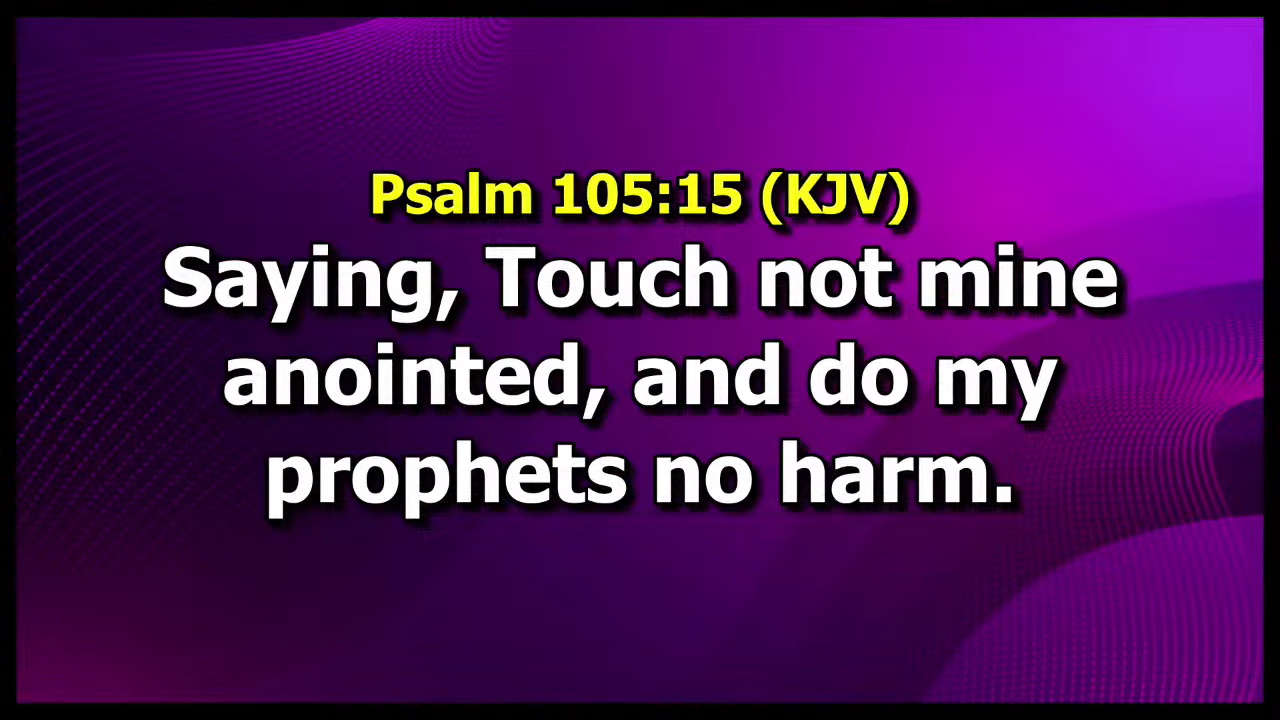 Psalm 105:15 (KJV)
Saying, Touch not mine
anointed, and do my
prophets no harm.